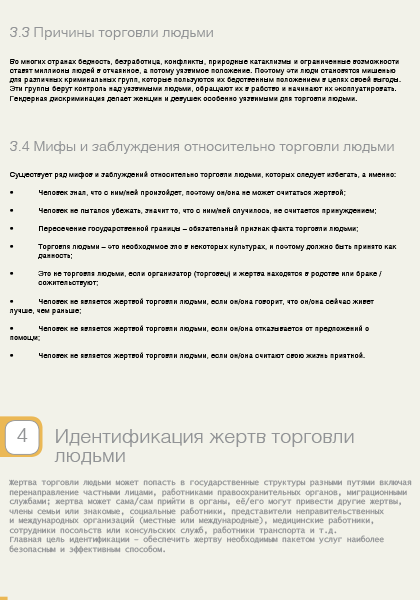 3.3 Причины торговли людьми
Во многих странах бедность, безработица, конфликты, природные катаклизмы и ограниченные возможности
ставят миллионы людей в отчаянное, а потому уязвимое положение. Поэтому эти люди становятся мишенью
для различных криминальных групп, которые пользуются их бедственным положением в целях своей выгоды.
Эти группы берут контроль над уязвимыми людьми, обращают их в рабство и начинают их эксплуатировать.
Гендерная дискриминация делает женщин и девушек особенно уязвимыми для торговли людьми.
3.4 Мифы и заблуждения относительно торговли людьми
Существует ряд мифов и заблуждений относительно торговли людьми, которых следует избегать, а именно:
• Человек знал, что с ним/ней произойдет, поэтому он/она не может считаться жертвой;
• Человек не пытался убежать, значит то, что с ним/ней случилось, не считается принуждением;
• Пересечение государственной границы – обязательный признак факта торговли людьми;
• Торговля людьми – это необходимое зло в некоторых культурах, и поэтому должно быть принято как
данность;
• Это не торговля людьми, если организатор (торговец) и жертва находятся в родстве или браке /
сожительствуют;
• Человек не является жертвой торговли людьми, если он/она говорит, что он/она сейчас живет
лучше, чем раньше;
• Человек не является жертвой торговли людьми, если он/она отказывается от предложений о
помощи;
• Человек не является жертвой торговли людьми, если он/она считают свою жизнь приятной.
4 Идентификация жертв торговли
людьми
Жертва торговли людьми может попасть в государственные структуры разными путями включая
перенаправление частными лицами, работниками правоохранительных органов, миграционными
службами; жертва может сама/сам прийти в органы, её/его могут привести другие жертвы,
члены семьи или знакомые, социальные работники, представители неправительственных
и международных организаций (местные или международные), медицинские работники,
сотрудники посольств или консульских служб, работники транспорта и т.д.
Главная цель идентификации – обеспечить жертву необходимым пакетом услуг наиболее
безопасным и эффективным способом.